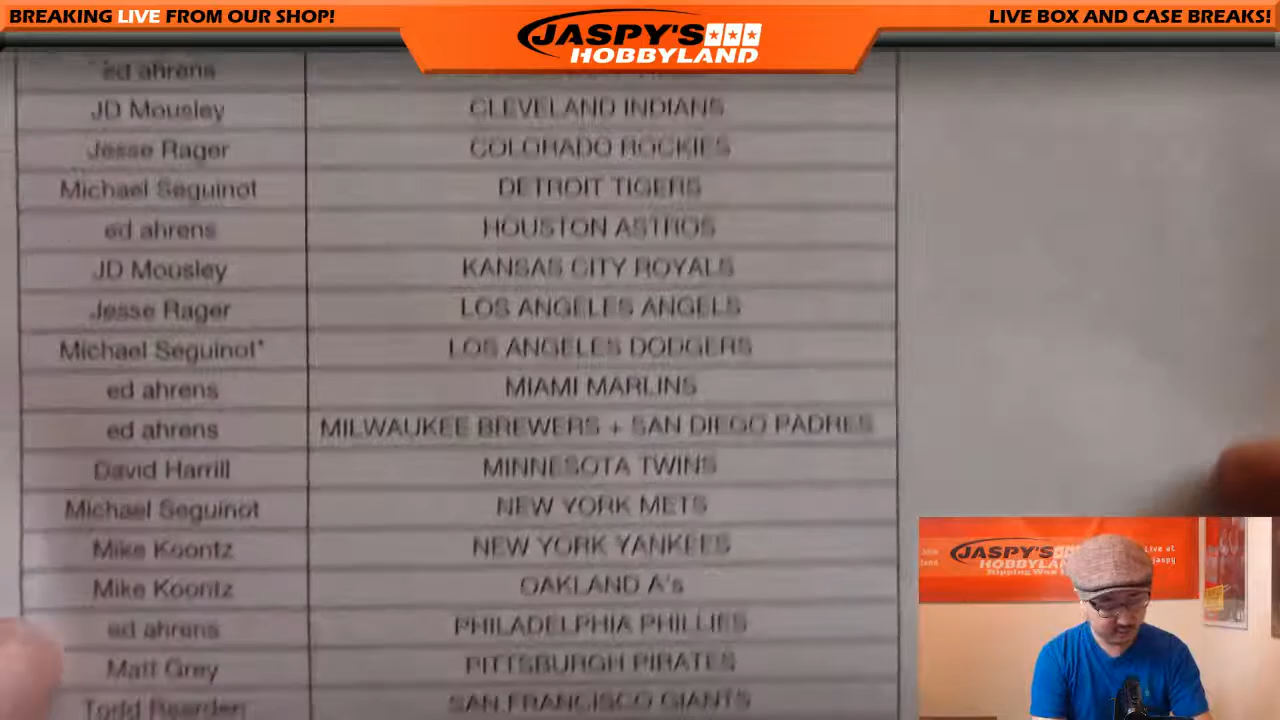 BREAKING LIVE FROM OUR SHOP!
JASPY'S
HOBBYLAND
LIVE BOX AND CASE BREAKS!
ed ahrens
JD Mousley CLEVELAND INDIANS
Jesse Rager COLORADO ROCKIES
Michael Seguinot DETROIT TIGERS
ed ahrens HOUSTON ASTROS
JD Mousley KANSAS CITY ROYALS
Jesse Rager LOS ANGELES ANGELS
Michael Seguinot* LOS ANGELES DODGERS
ed ahrens MIAMI MARLINS
ed ahrens MILWAUKEE BREWERS + SAN DIEGO PADRES
David Harrill MINNESOTA TWINS
Michael Seguinot NEW YORK METS
Mike Koontz NEW YORK YANKEES
Mike Koontz OAKLAND A's
ed ahrens PHILADELPHIA PHILLIES
Matt Grey PITTSBURGH PIRATES
Todd Rearden SAN FRANCISCO GIANTS
JASPY'S
HOBBYLAND
Live at
jaspy